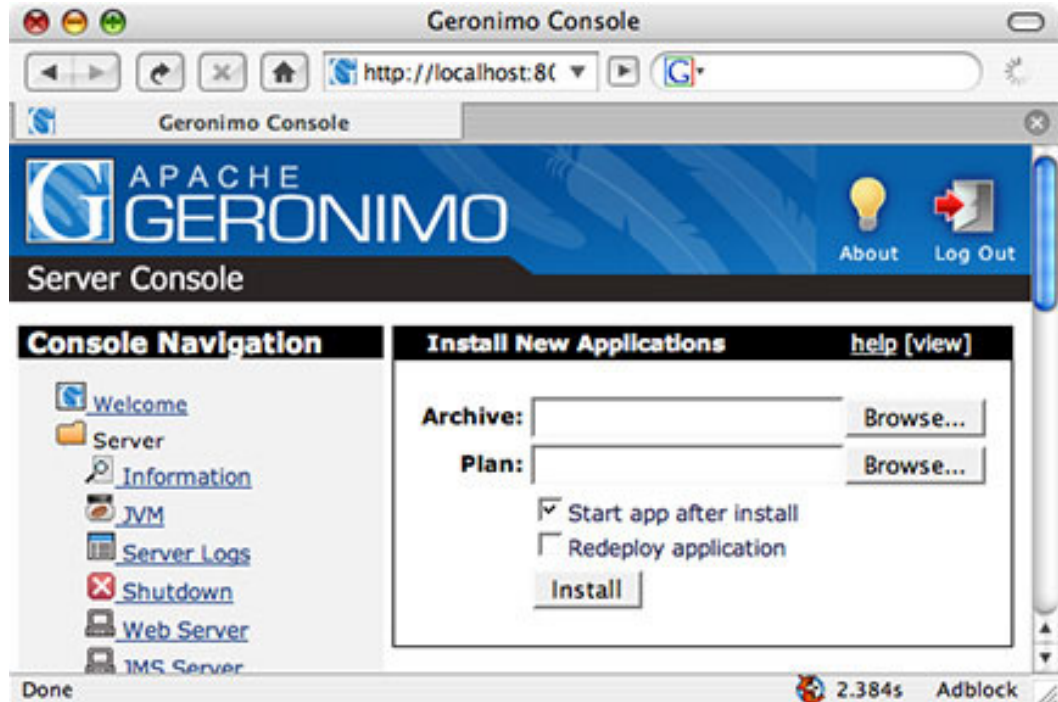 Geronimo Console
http://localhost:8(
G
Geronimo Console
G APACHE
GERONIMO
About
Log Out
Server Console
Console Navigation
Welcome
Server
Information
JVM
Server Logs
Shutdown
Web Server
JMS Server
Install New Applications
help [view]
Archive:
Browse...
Plan:
Browse...
Start app after install
Redeploy application
Install
Done
2.384s
Adblock